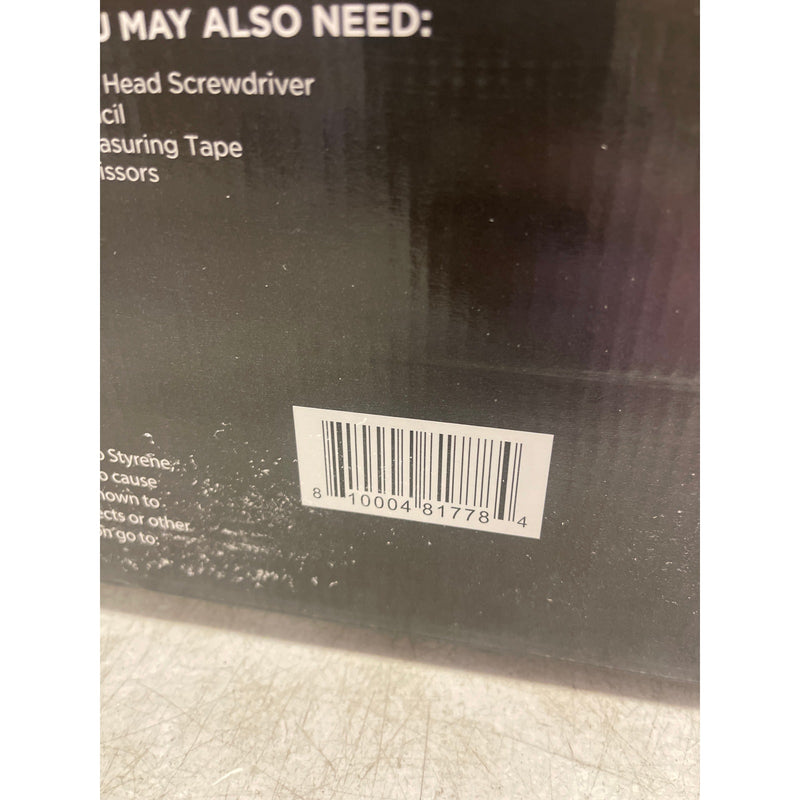 U MAY ALSO NEED:
Head Screwdriver
cil
asuring Tape
issors
o Styrene,
o cause
nown to
ects or other
n go to:
8 10004 81778 4